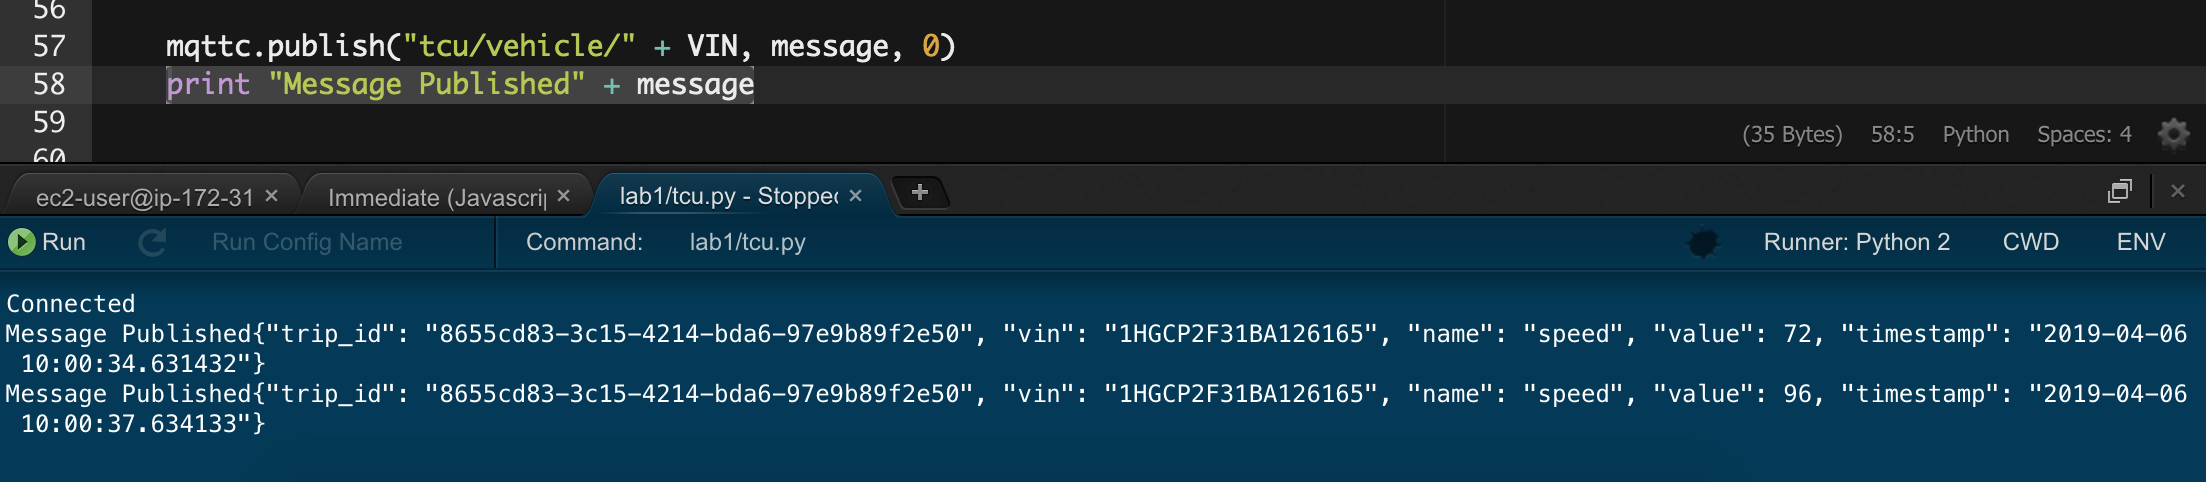 56
57 mqttc.publish("tcu/vehicle/" + VIN, message, 0)
58 print "Message Published" + message
59
60
(35 Bytes) 58:5 Python Spaces: 4
ec2-user@ip-172-31 × Immediate (Javascrip × lab1/tcu.py - Stopped × +
Run Run Config Name Command: lab1/tcu.py Runner: Python 2 CWD ENV
Connected
Message Published{"trip_id": "8655cd83-3c15-4214-bda6-97e9b89f2e50", "vin": "1HGCP2F31BA126165", "name": "speed", "value": 72, "timestamp": "2019-04-06
10:00:34.631432"}
Message Published{"trip_id": "8655cd83-3c15-4214-bda6-97e9b89f2e50", "vin": "1HGCP2F31BA126165", "name": "speed", "value": 96, "timestamp": "2019-04-06
10:00:37.634133"}